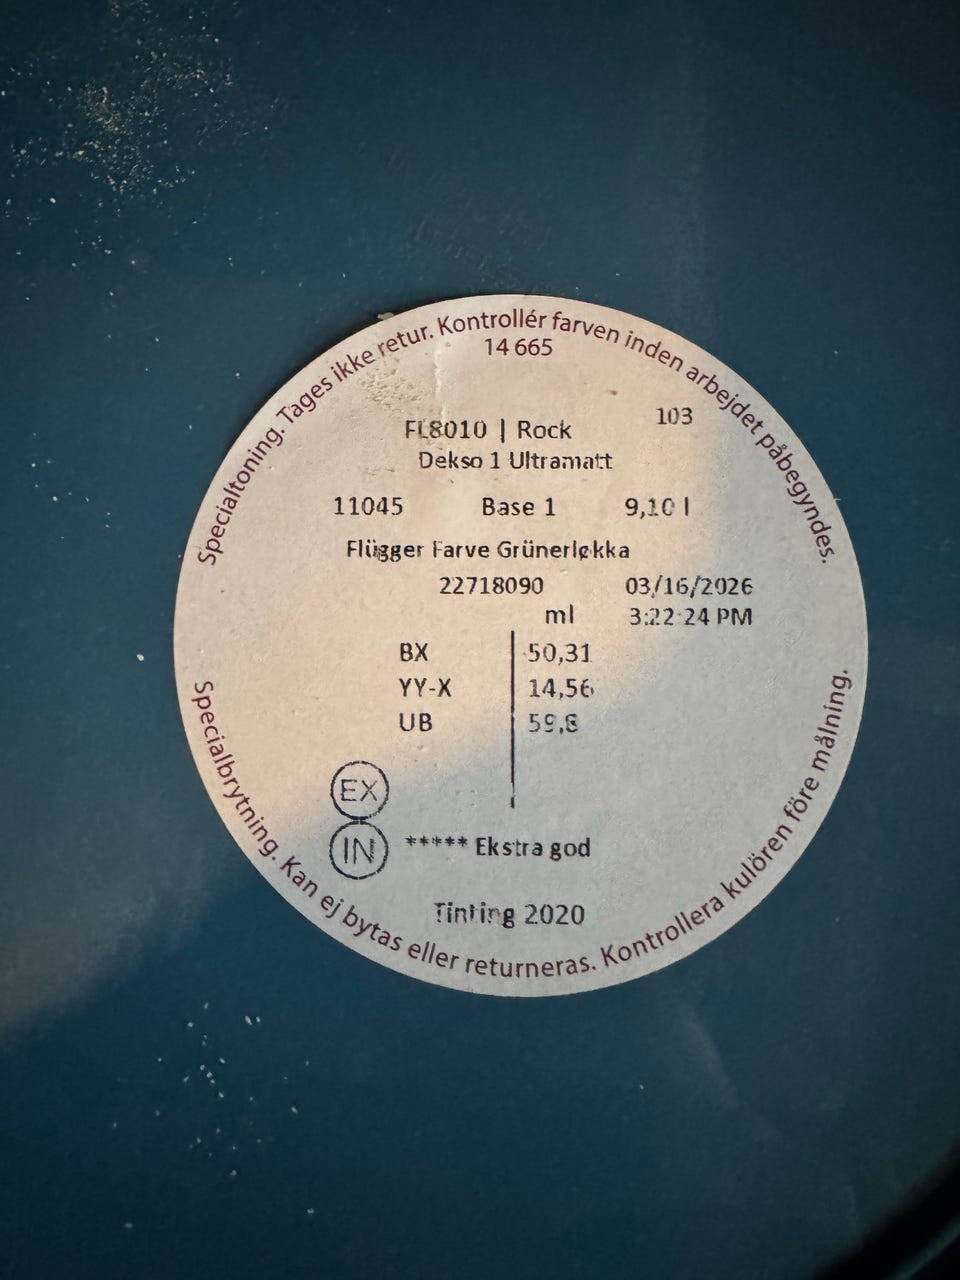 Specialtoning. Tages ikke retur. Kontrollér farven inden arbejdet påbegyndes.
14 665
103
FL8010 | Rock
Dekso 1 Ultramatt
11045 Base 1 9,10 l
Flügger Farve Grünerløkka
22718090 03/16/2026
ml 3:22:24 PM
BX 50,31
YY-X 14,56
UB 59,8
EX
IN ***** Ekstra god
Tinting 2020
Specialbrytning. Kan ej bytas eller returneras. Kontrollera kulören före målning.